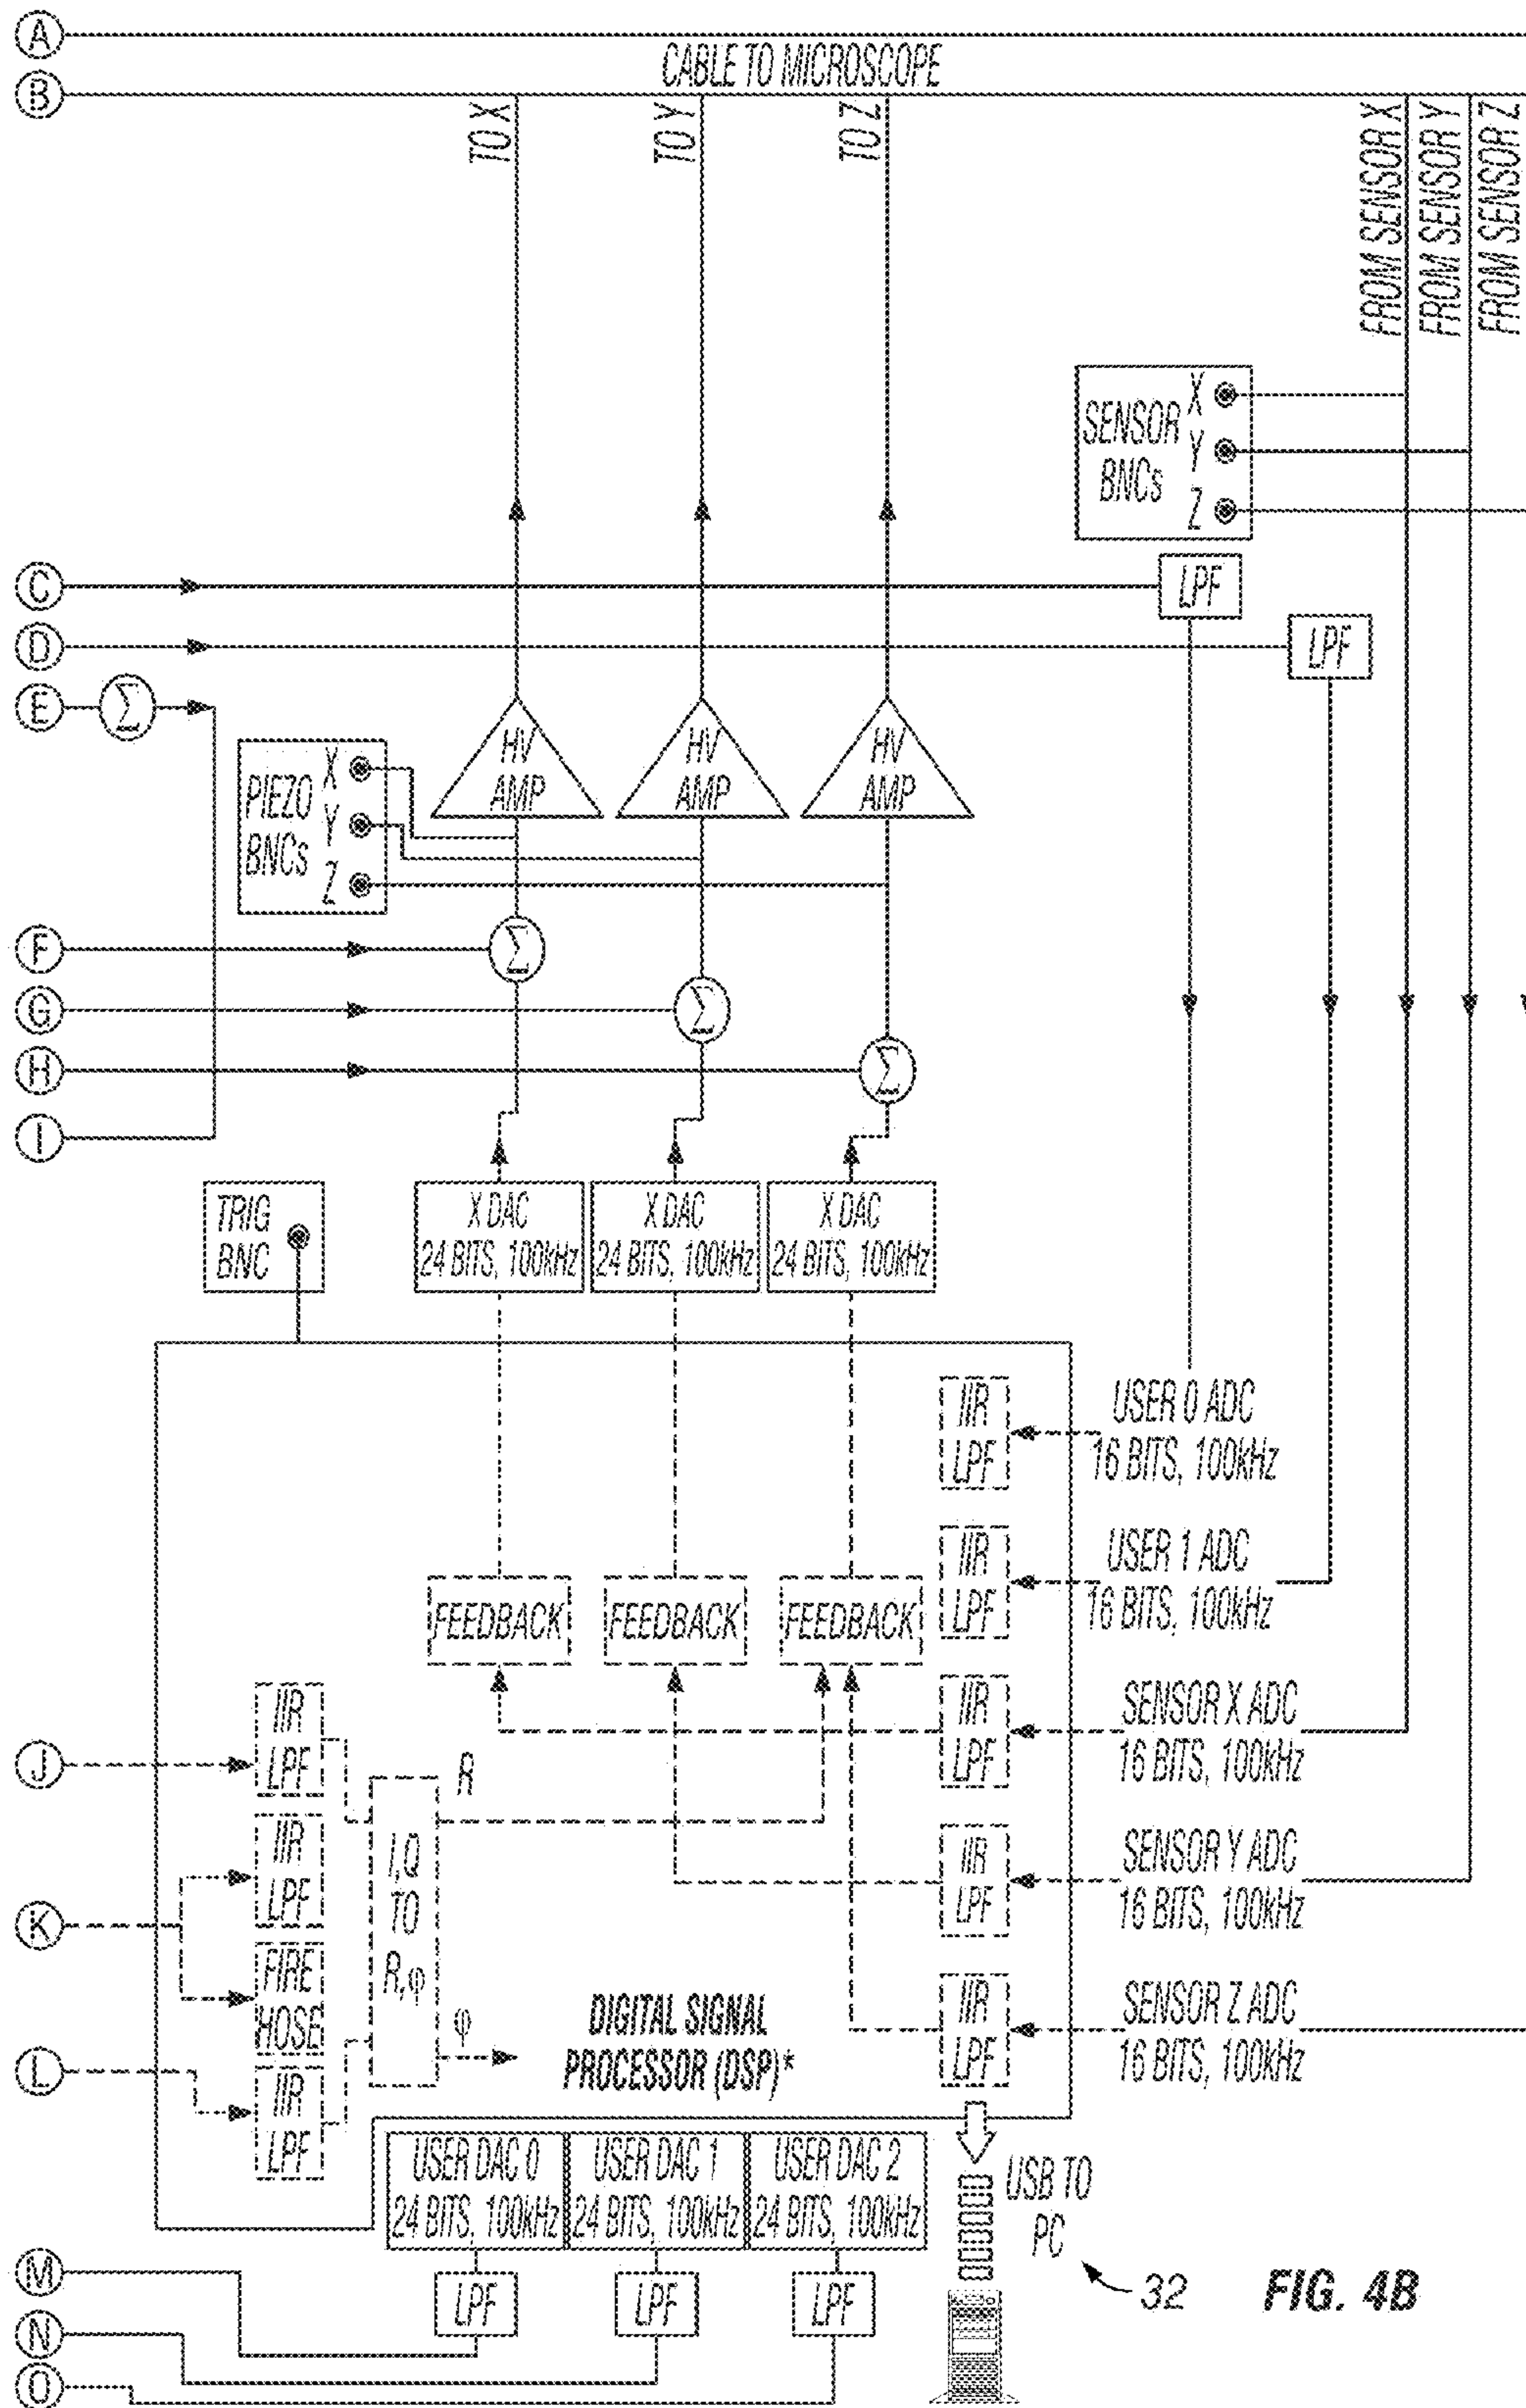 A
CABLE TO MICROSCOPE
B
TO X
TO Y
TO Z
FROM SENSOR X
FROM SENSOR Y
FROM SENSOR Z
SENSOR
BNCs
X
Y
Z
C
LPF
D
LPF
E
Σ
HV
AMP
HV
AMP
HV
AMP
PIEZO
BNCs
X
Y
Z
F
Σ
G
Σ
H
Σ
I
TRIG
BNC
X DAC
24 BITS, 100kHz
X DAC
24 BITS, 100kHz
X DAC
24 BITS, 100kHz
IIR
LPF
USER 0 ADC
16 BITS, 100kHz
IIR
LPF
USER 1 ADC
16 BITS, 100kHz
FEEDBACK
FEEDBACK
FEEDBACK
IIR
LPF
SENSOR X ADC
16 BITS, 100kHz
J
IIR
LPF
R
IIR
LPF
I,Q
TO
R,φ
IIR
LPF
SENSOR Y ADC
16 BITS, 100kHz
K
FIRE
HOSE
φ
DIGITAL SIGNAL
PROCESSOR (DSP)*
IIR
LPF
SENSOR Z ADC
16 BITS, 100kHz
L
IIR
LPF
USER DAC 0
24 BITS, 100kHz
USER DAC 1
24 BITS, 100kHz
USER DAC 2
24 BITS, 100kHz
USB TO
PC
M
LPF
LPF
LPF
32
FIG. 4B
N
O